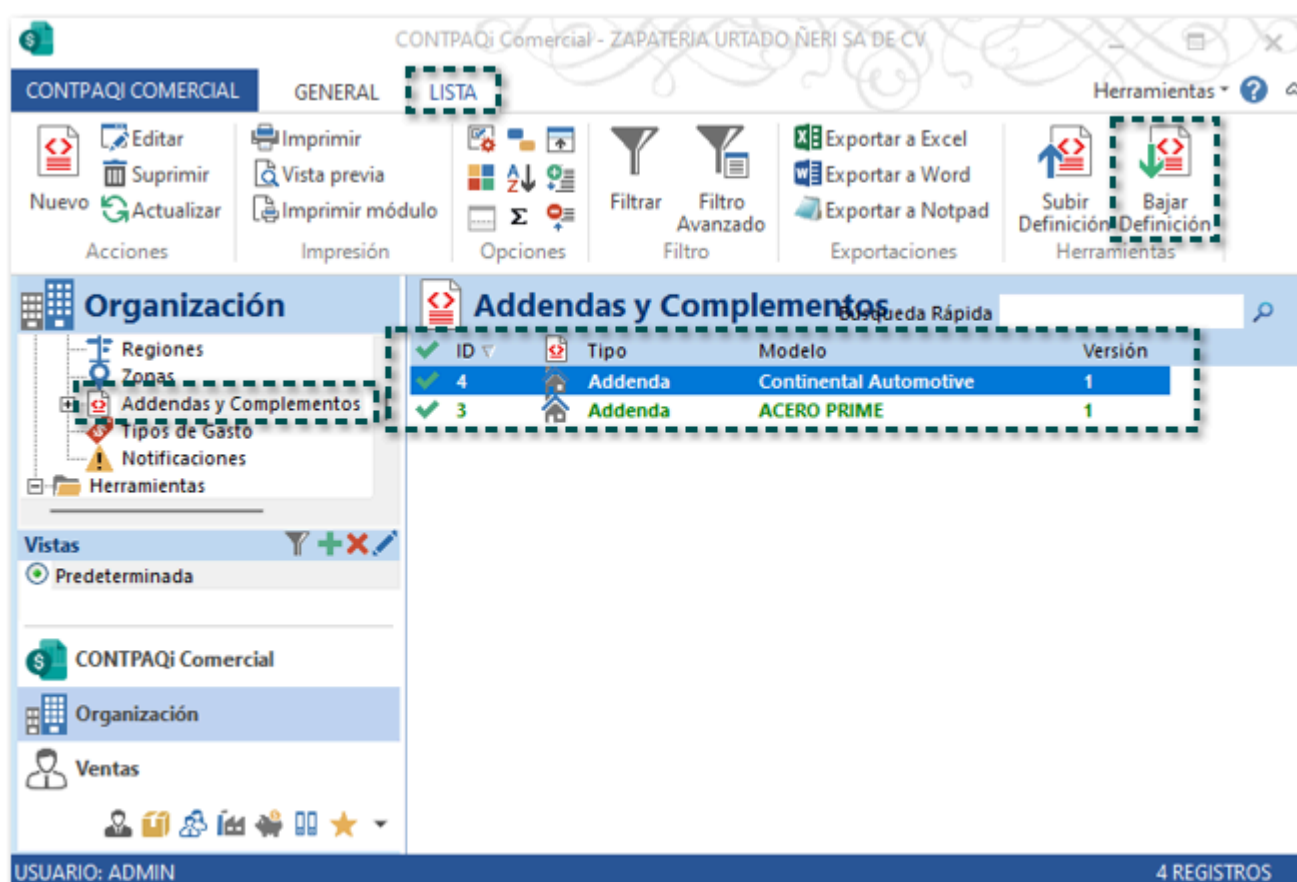 CONTPAQi Comercial - ZAPATERIA URTADO ÑERI SA DE CV
CONTPAQI COMERCIAL GENERAL LISTA Herramientas
Nuevo
Editar
Suprimir
Actualizar
Acciones
Imprimir
Vista previa
Imprimir módulo
Impresión
Opciones
Filtrar
Filtro Avanzado
Filtro
Exportar a Excel
Exportar a Word
Exportar a Notpad
Exportaciones
Subir Definición
Bajar Definición
Herramientas
Organización
Regiones
Zonas
Addendas y Complementos
Tipos de Gasto
Notificaciones
Herramientas
Vistas
Predeterminada
CONTPAQi Comercial
Organización
Ventas
Addendas y Complementos
Búsqueda Rápida
ID Tipo Modelo Versión
4 Addenda Continental Automotive 1
3 Addenda ACERO PRIME 1
USUARIO: ADMIN 4 REGISTROS